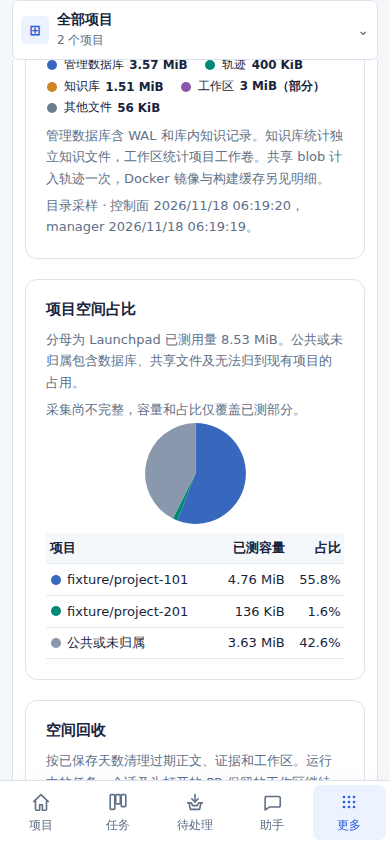 全部项目
2 个项目
管理数据库 3.57 MiB 轨迹 400 KiB
知识库 1.51 MiB 工作区 3 MiB（部分）
其他文件 56 KiB
管理数据库含 WAL 和库内知识记录。知识库统计独
立知识文件，工作区统计项目工作卷。共享 blob 计
入轨迹一次，Docker 镜像与构建缓存另见明细。
目录采样 · 控制面 2026/11/18 06:19:20，
manager 2026/11/18 06:19:19。
项目空间占比
分母为 Launchpad 已测用量 8.53 MiB。公共或未
归属包含数据库、共享文件及无法归到现有项目的
占用。
采集尚不完整，容量和占比仅覆盖已测部分。
项目 已测容量 占比
fixture/project-101 4.76 MiB 55.8%
fixture/project-201 136 KiB 1.6%
公共或未归属 3.63 MiB 42.6%
空间回收
按已保存天数清理过期正文、证据和工作区。运行
项目 任务 待处理 助手 更多